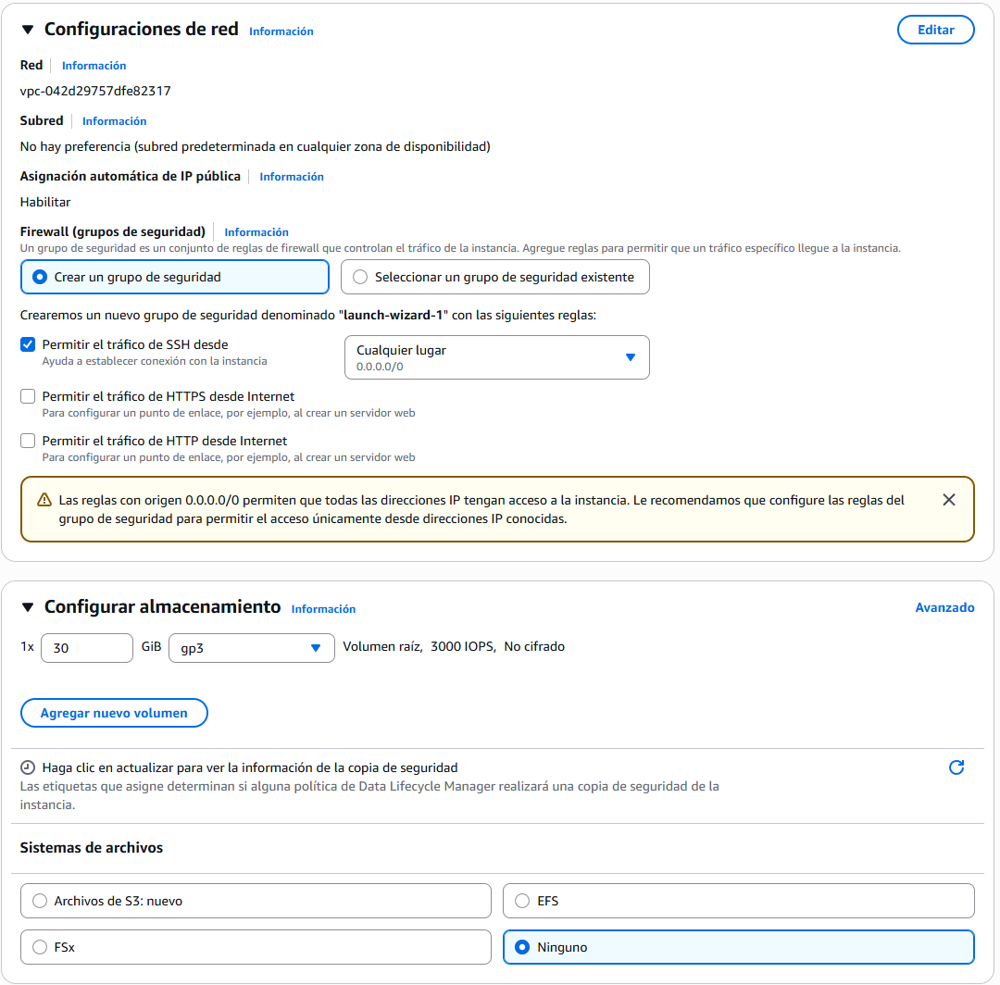 Configuraciones de red Información Editar
Red Información
vpc-042d29757dfe82317
Subred Información
No hay preferencia (subred predeterminada en cualquier zona de disponibilidad)
Asignación automática de IP pública Información
Habilitar
Firewall (grupos de seguridad) Información
Un grupo de seguridad es un conjunto de reglas de firewall que controlan el tráfico de la instancia. Agregue reglas para permitir que un tráfico específico llegue a la instancia.
Crear un grupo de seguridad Seleccionar un grupo de seguridad existente
Crearemos un nuevo grupo de seguridad denominado "launch-wizard-1" con las siguientes reglas:
Permitir el tráfico de SSH desde
Ayuda a establecer conexión con la instancia
Cualquier lugar
0.0.0.0/0
Permitir el tráfico de HTTPS desde Internet
Para configurar un punto de enlace, por ejemplo, al crear un servidor web
Permitir el tráfico de HTTP desde Internet
Para configurar un punto de enlace, por ejemplo, al crear un servidor web
Las reglas con origen 0.0.0.0/0 permiten que todas las direcciones IP tengan acceso a la instancia. Le recomendamos que configure las reglas del
grupo de seguridad para permitir el acceso únicamente desde direcciones IP conocidas.
Configurar almacenamiento Información Avanzado
1x 30 GiB gp3 Volumen raíz, 3000 IOPS, No cifrado
Agregar nuevo volumen
Haga clic en actualizar para ver la información de la copia de seguridad
Las etiquetas que asigne determinan si alguna política de Data Lifecycle Manager realizará una copia de seguridad de la
instancia.
Sistemas de archivos
Archivos de S3: nuevo EFS
FSx Ninguno